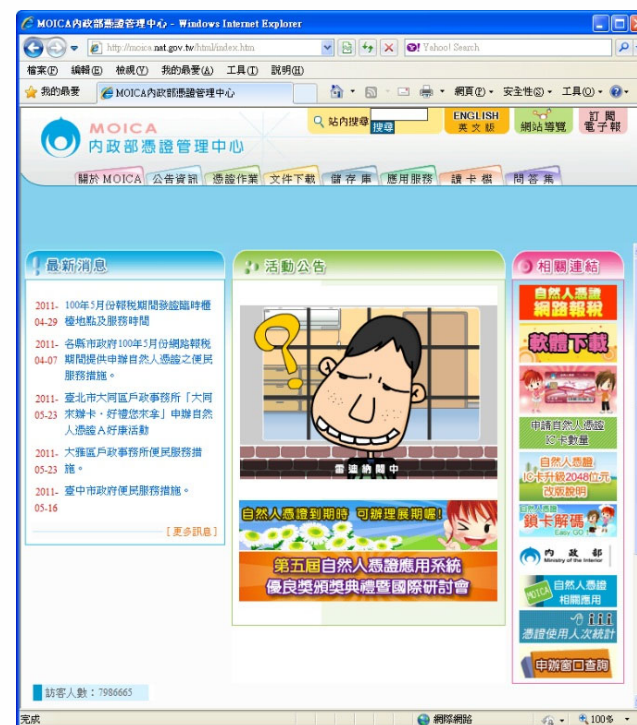 MOICA內政部憑證管理中心 - Windows Internet Explorer
http://moica.nat.gov.tw/html/index.htm
Yahoo! Search
檔案(F) 編輯(E) 檢視(V) 我的最愛(A) 工具(T) 說明(H)
我的最愛
MOICA內政部憑證管理中心
網頁(P) 安全性(S) 工具(O)
MOICA
內政部憑證管理中心
站內搜尋
搜尋
ENGLISH
英文版
網站導覽
訂閱
電子報
關於 MOICA
公告資訊
憑證作業
文件下載
儲存庫
應用服務
讀卡機
問答集
最新消息
2011-04-29 100年5月份報稅期間發證臨時櫃
檯地點及服務時間
2011-04-07 各縣市政府100年5月份網路報稅
期間提供申辦自然人憑證之便民
服務措施。
2011-05-23 臺北市大同區戶政事務所「大同
來辦卡‧好禮您來拿」申辦自然
人憑證A好康活動
2011-05-23 大雅區戶政事務所便民服務措
施。
2011-05-16 臺中市政府便民服務措施。
[更多訊息]
活動公告
雷迪納悶中
自然人憑證到期時 可辦理展期喔!
第五屆自然人憑證應用系統
優良獎頒獎典禮暨國際研討會
相關連結
自然人憑證
網路報稅
軟體下載
申請自然人憑證
IC卡數量
自然人憑證
IC卡升級2048位元
改版說明
自然人憑證
鎖卡解碼
Easy GO
內政部
Ministry of the Interior
MOICA
自然人憑證
相關應用
憑證使用人次統計
申辦窗口查詢
訪客人數：7986665
完成
網際網路
100%